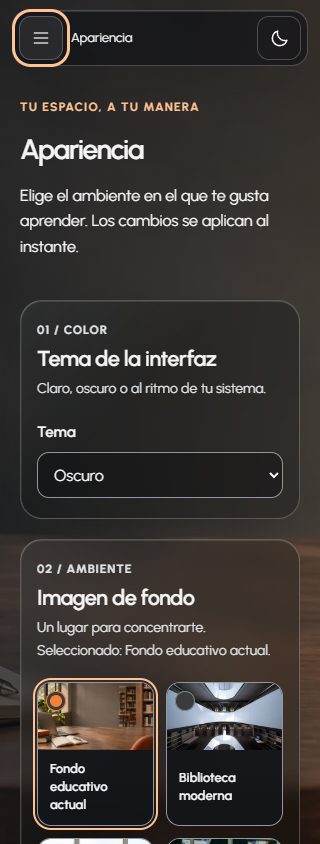 Apariencia
TU ESPACIO, A TU MANERA
Apariencia
Elige el ambiente en el que te gusta
aprender. Los cambios se aplican al
instante.
01 / COLOR
Tema de la interfaz
Claro, oscuro o al ritmo de tu sistema.
Tema
Oscuro
02 / AMBIENTE
Imagen de fondo
Un lugar para concentrarte.
Seleccionado: Fondo educativo actual.
Fondo
educativo
actual
Biblioteca
moderna